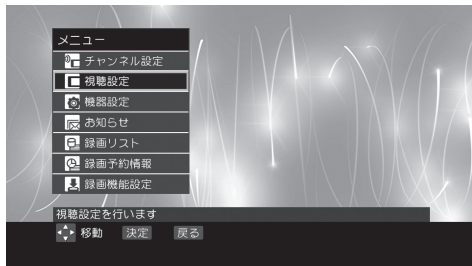 メニュー
チャンネル設定
視聴設定
機器設定
お知らせ
録画リスト
録画予約情報
録画機能設定
視聴設定を行います
移動 決定 戻る